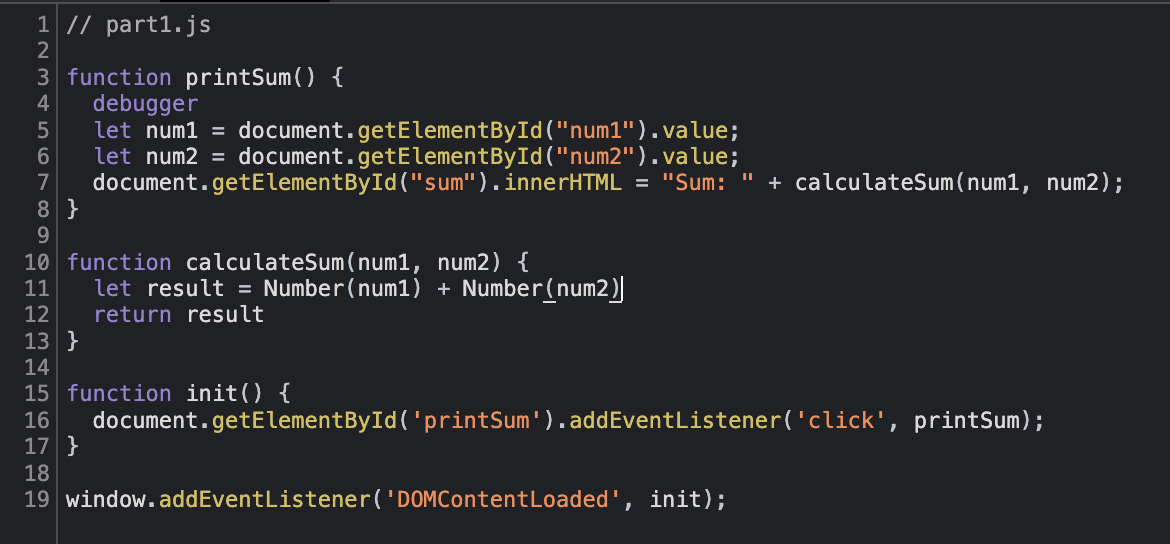 1 // part1.js
2
3 function printSum() {
4   debugger
5   let num1 = document.getElementById("num1").value;
6   let num2 = document.getElementById("num2").value;
7   document.getElementById("sum").innerHTML = "Sum: " + calculateSum(num1, num2);
8 }
9
10 function calculateSum(num1, num2) {
11   let result = Number(num1) + Number(num2)
12   return result
13 }
14
15 function init() {
16   document.getElementById('printSum').addEventListener('click', printSum);
17 }
18
19 window.addEventListener('DOMContentLoaded', init);